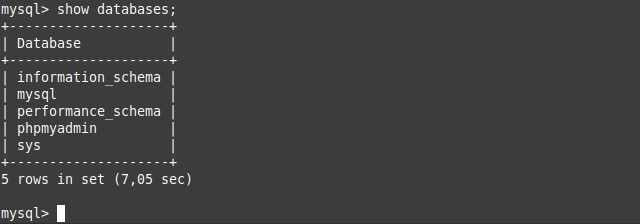 mysql> show databases;
+--------------------+
| Database           |
+--------------------+
| information_schema |
| mysql              |
| performance_schema |
| phpmyadmin         |
| sys                |
+--------------------+
5 rows in set (7,05 sec)
mysql>